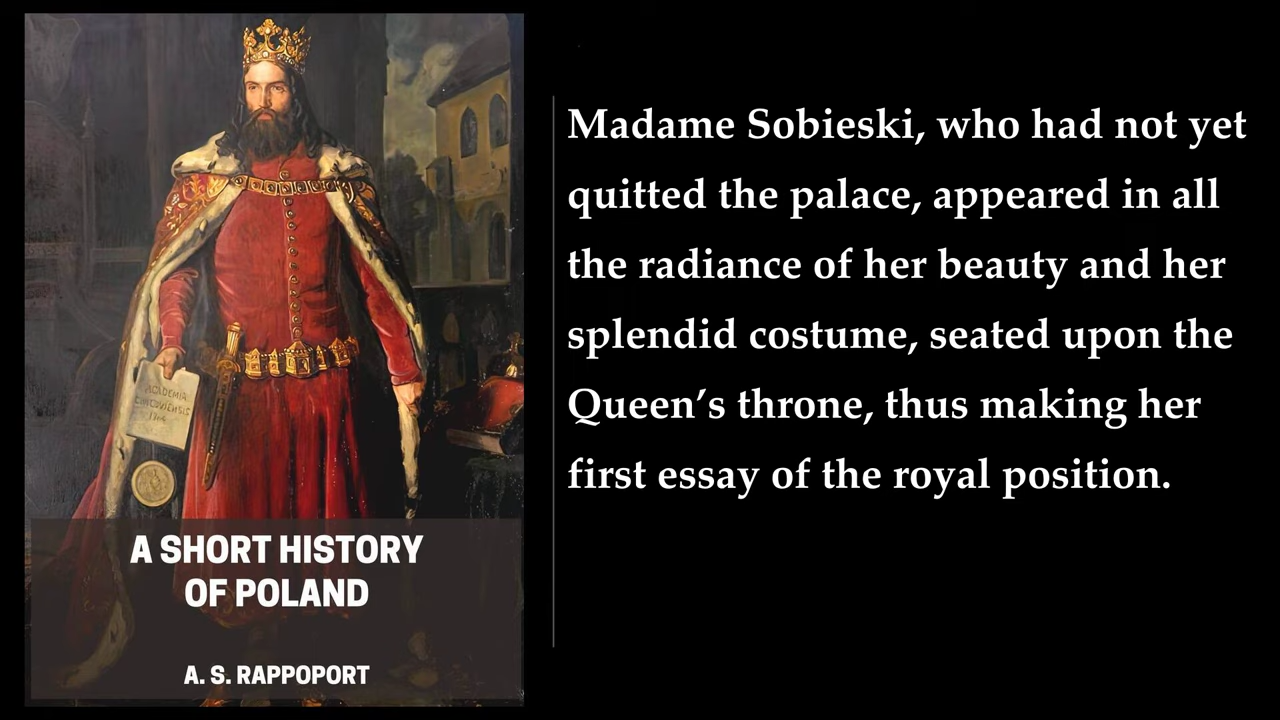 ACADEMIA
CRACOVIENSIS
A SHORT HISTORY
OF POLAND
A. S. RAPPOPORT
Madame Sobieski, who had not yet
quitted the palace, appeared in all
the radiance of her beauty and her
splendid costume, seated upon the
Queen’s throne, thus making her
first essay of the royal position.